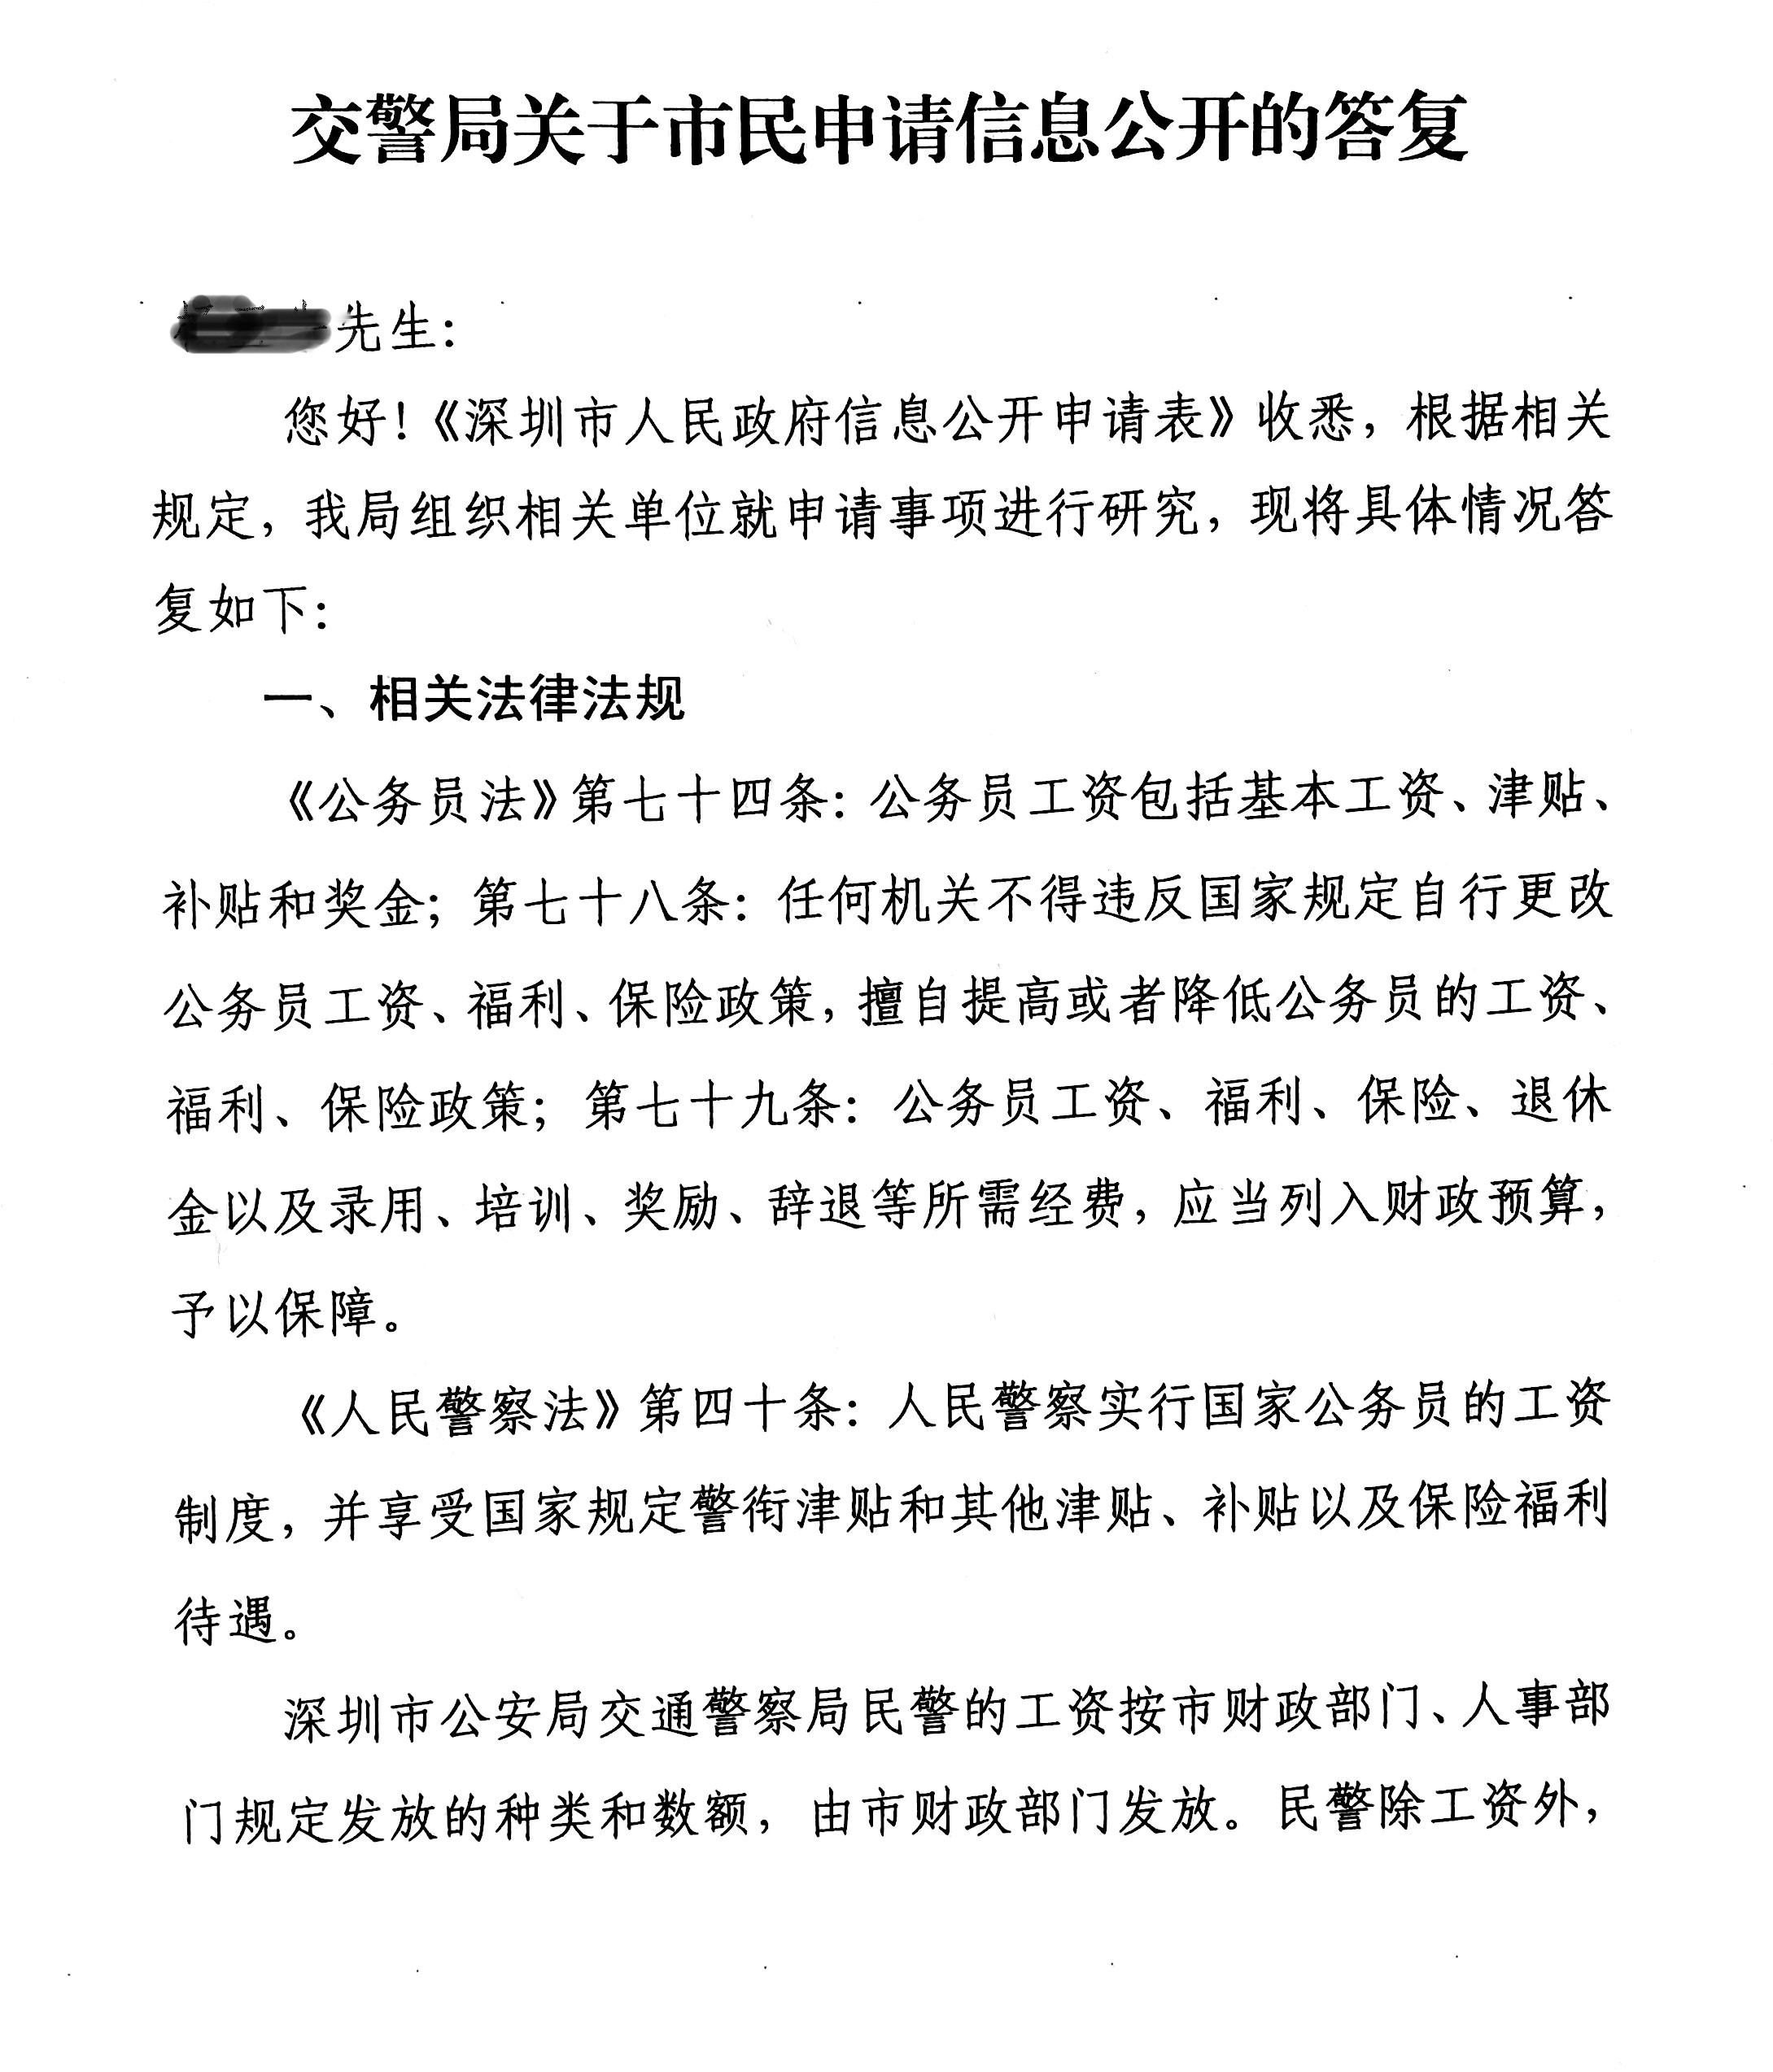 交警局关于市民申请信息公开的答复
先生：
您好！《深圳市人民政府信息公开申请表》收悉，根据相关
规定，我局组织相关单位就申请事项进行研究，现将具体情况答
复如下：
一、相关法律法规
《公务员法》第七十四条：公务员工资包括基本工资、津贴、
补贴和奖金；第七十八条：任何机关不得违反国家规定自行更改
公务员工资、福利、保险政策，擅自提高或者降低公务员的工资、
福利、保险政策；第七十九条：公务员工资、福利、保险、退休
金以及录用、培训、奖励、辞退等所需经费，应当列入财政预算，
予以保障。
《人民警察法》第四十条：人民警察实行国家公务员的工资
制度，并享受国家规定警衔津贴和其他津贴、补贴以及保险福利
待遇。
深圳市公安局交通警察局民警的工资按市财政部门、人事部
门规定发放的种类和数额，由市财政部门发放。民警除工资外，